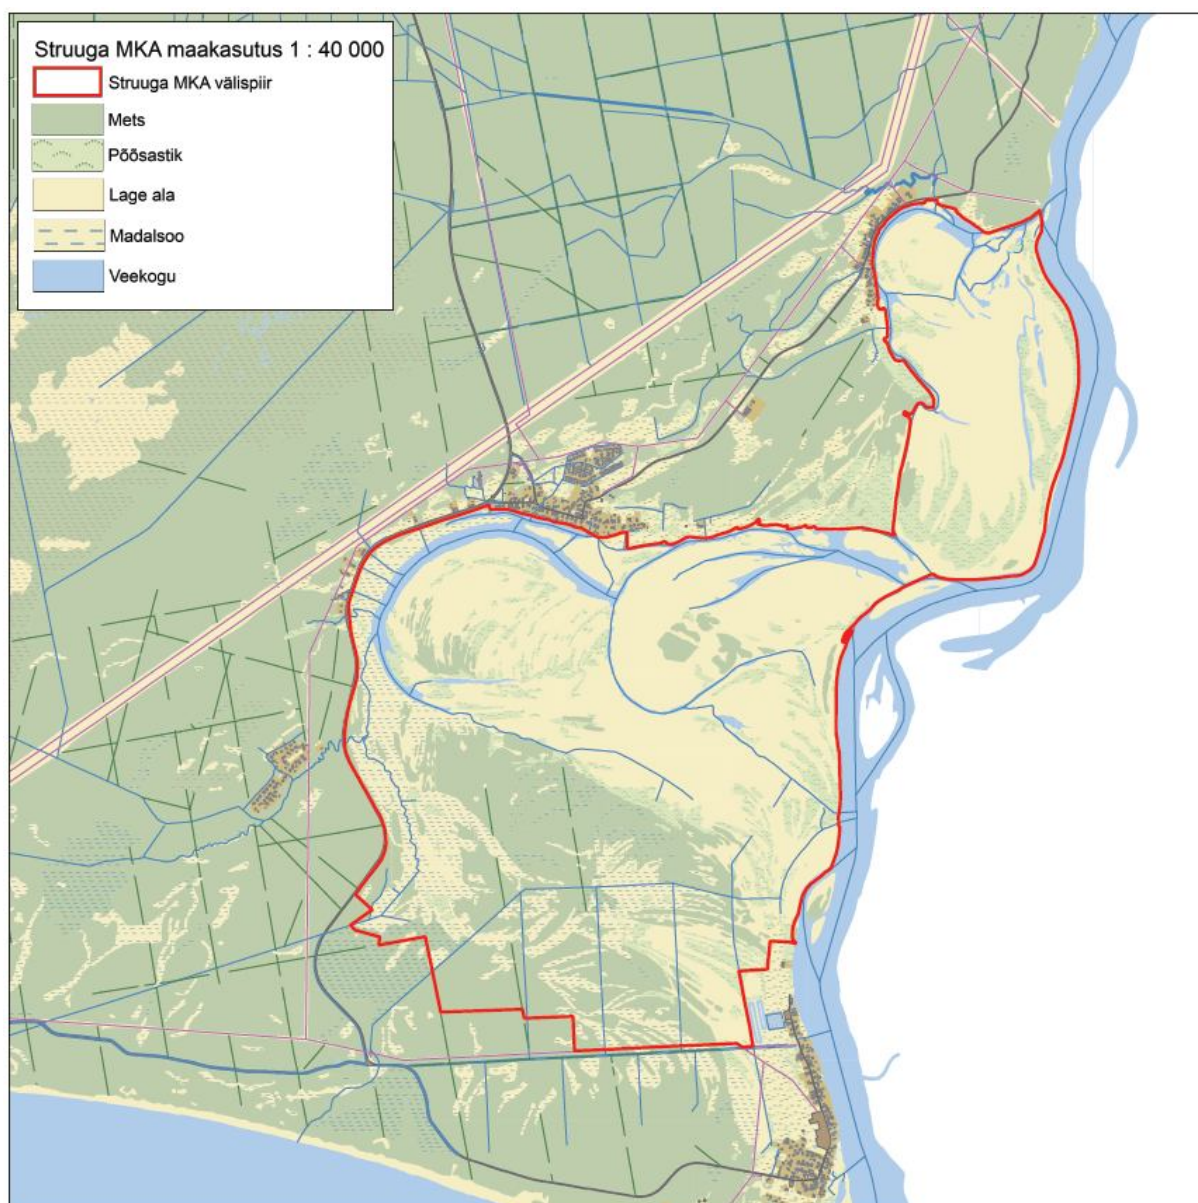 Struuga MKA maakasutus 1 : 40 000
Struuga MKA välispiir
Mets
Põõsastik
Lage ala
Madalsoo
Veekogu